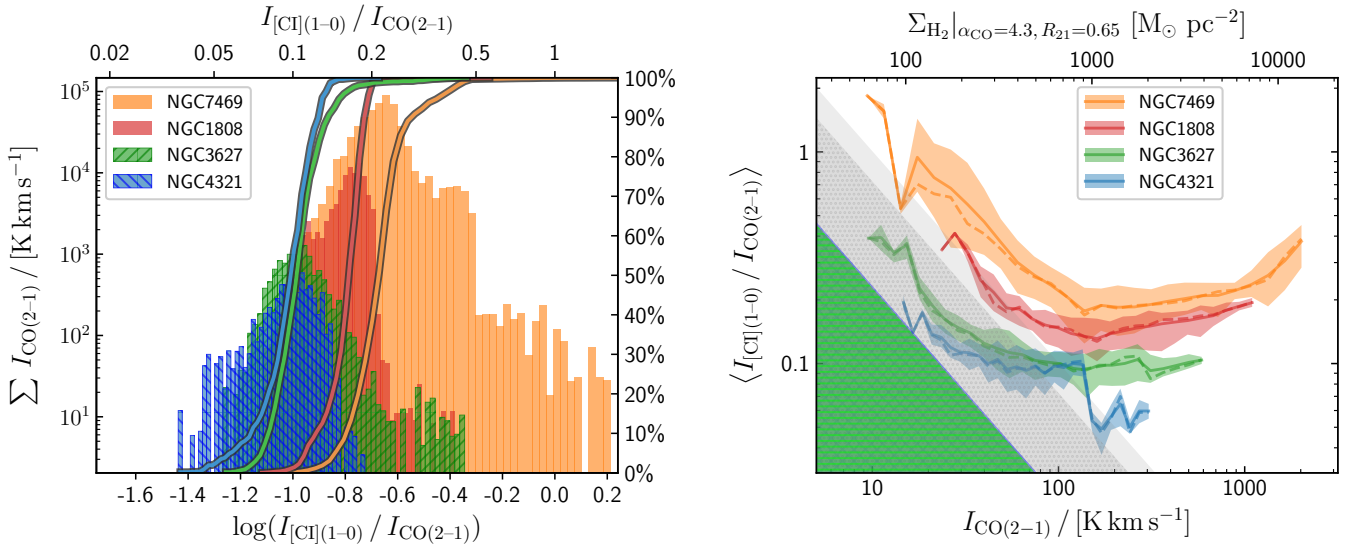 I[CI](1–0) / ICO(2–1)
0.02 0.05 0.1 0.2 0.5 1
∑ ICO(2–1) / [K km s−1]
10^5
10^4
10^3
10^2
10^1
NGC7469
NGC1808
NGC3627
NGC4321
100%
90%
80%
70%
60%
50%
40%
30%
20%
10%
0%
-1.6 -1.4 -1.2 -1.0 -0.8 -0.6 -0.4 -0.2 0.0 0.2
log(I[CI](1–0) / ICO(2–1))
ΣH2|αCO=4.3, R21=0.65 [M⊙ pc−2]
100 1000 10000
⟨I[CI](1–0) / ICO(2–1)⟩
1
0.1
NGC7469
NGC1808
NGC3627
NGC4321
10 100 1000
ICO(2−1) / [K km s−1]